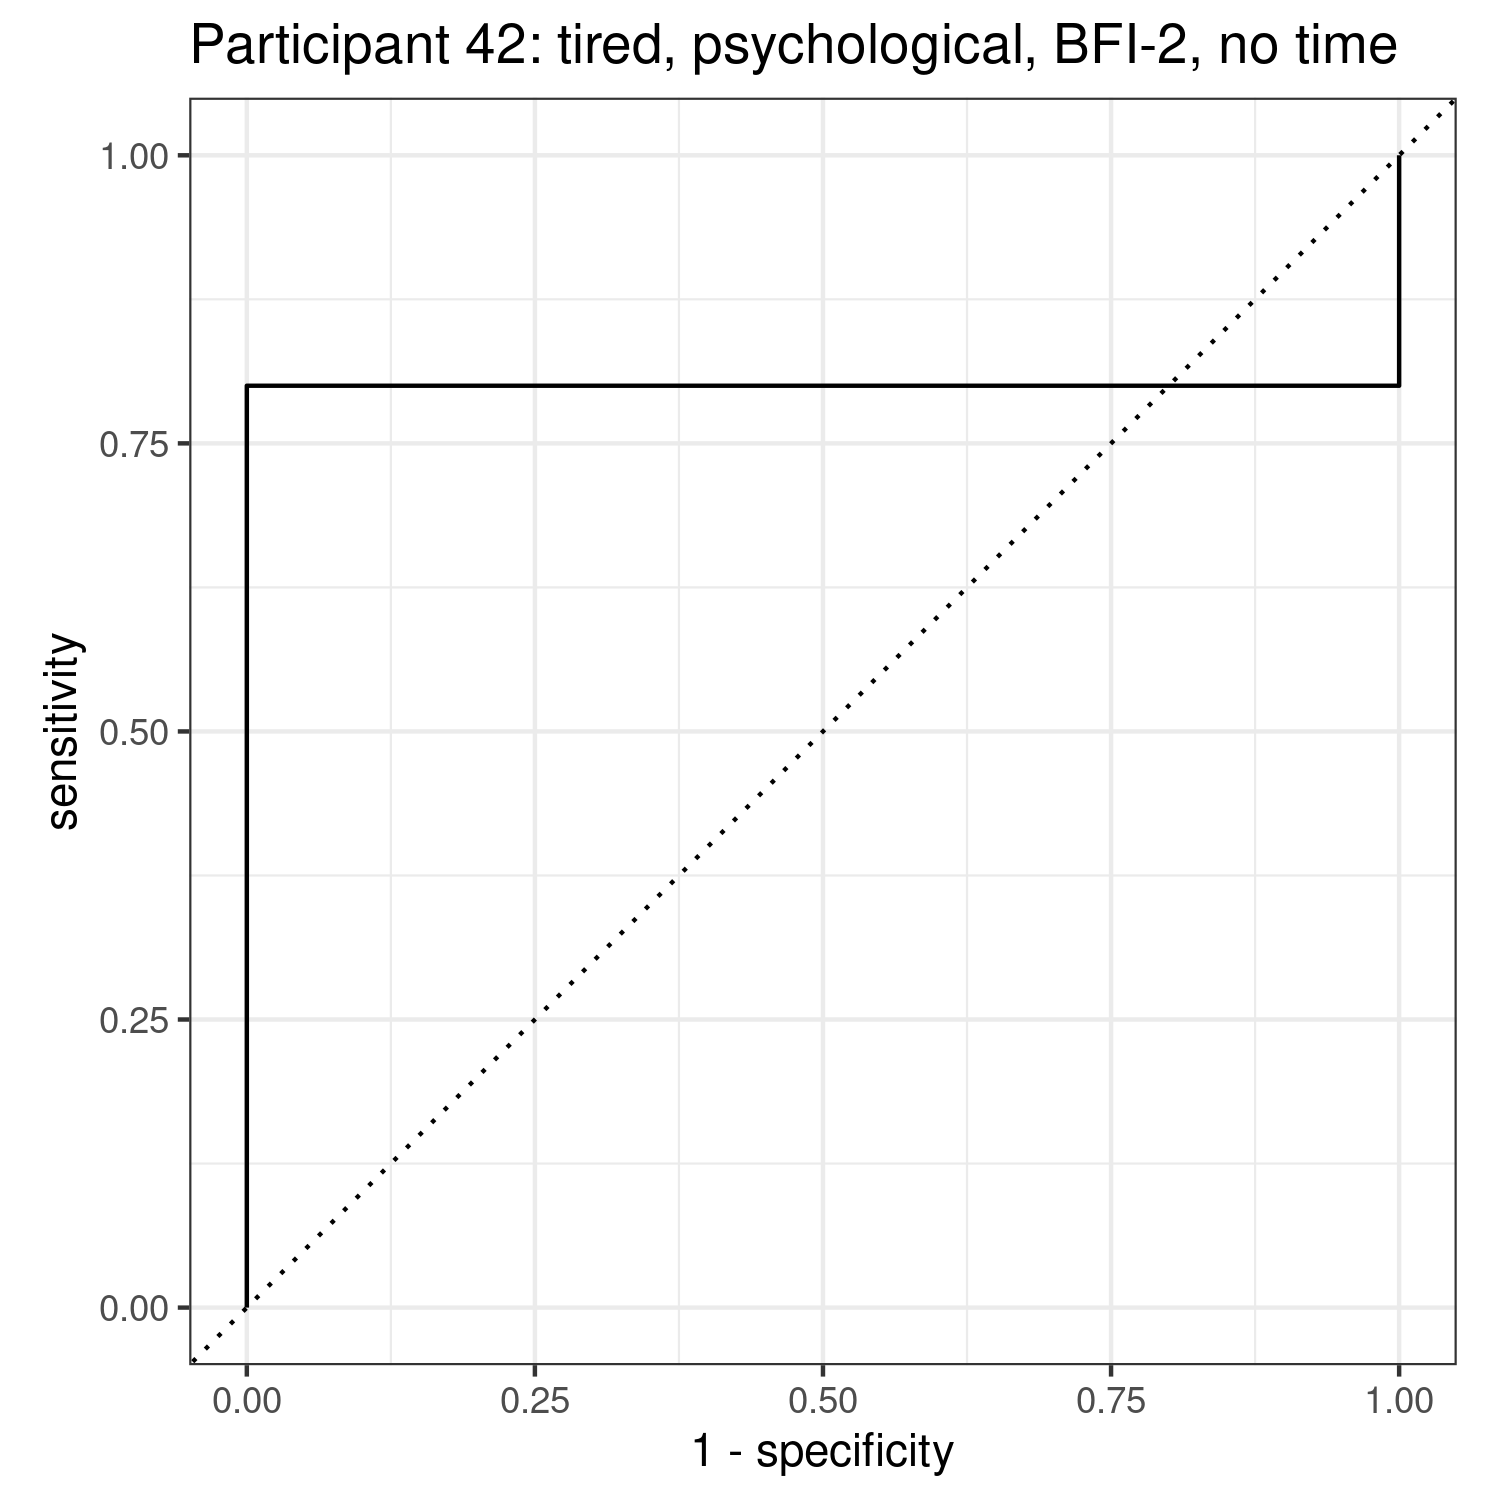 Participant 42: tired, psychological, BFI-2, no time
1.00
0.75
0.50
0.25
0.00
sensitivity
0.00 0.25 0.50 0.75 1.00
1 - specificity